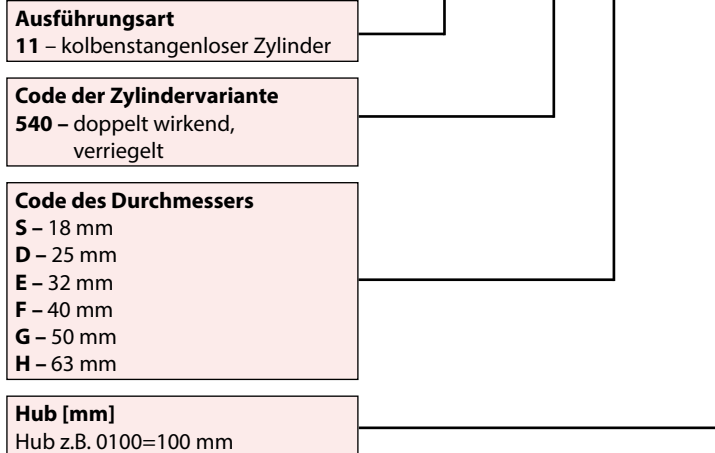 Ausführungsart
11 – kolbenstangenloser Zylinder
Code der Zylindervariante
540 – doppelt wirkend,
verriegelt
Code des Durchmessers
S – 18 mm
D – 25 mm
E – 32 mm
F – 40 mm
G – 50 mm
H – 63 mm
Hub [mm]
Hub z.B. 0100=100 mm